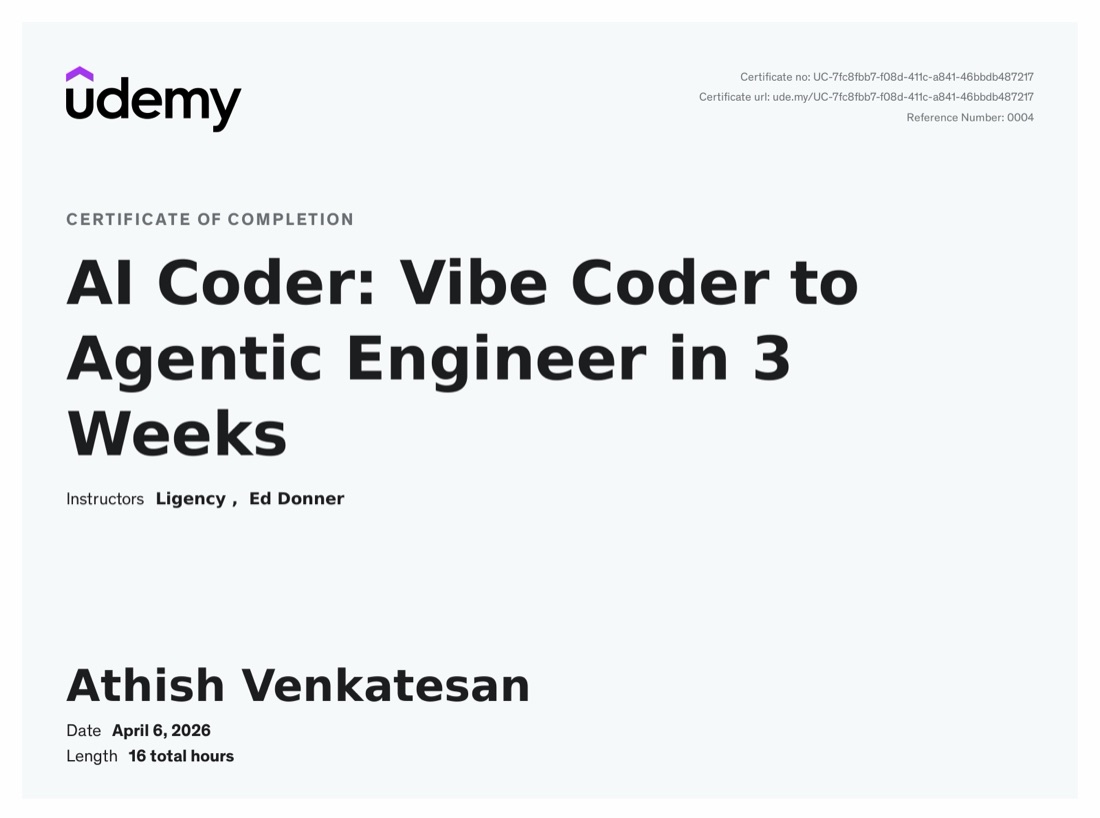 udemy
Certificate no: UC-7fc8fbb7-f08d-411c-a841-46bbdb487217
Certificate url: ude.my/UC-7fc8fbb7-f08d-411c-a841-46bbdb487217
Reference Number: 0004
CERTIFICATE OF COMPLETION
AI Coder: Vibe Coder to
Agentic Engineer in 3
Weeks
Instructors Ligency , Ed Donner
Athish Venkatesan
Date April 6, 2026
Length 16 total hours